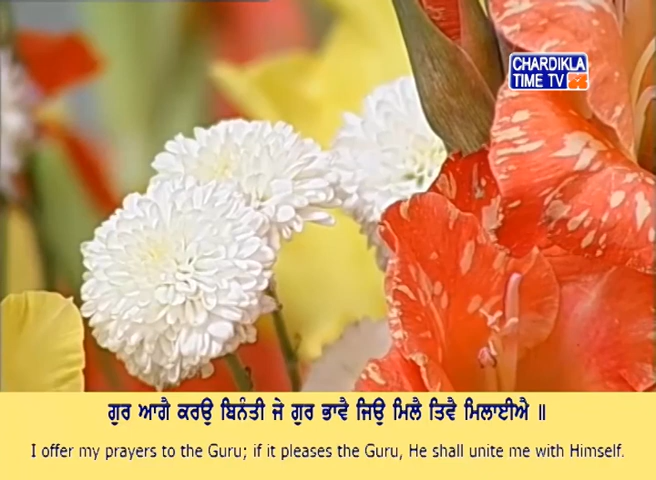 CHARDIKLA
TIME TV
ਗੁਰ ਆਗੈ ਕਰਉ ਬਿਨੰਤੀ ਜੇ ਗੁਰ ਭਾਵੈ ਜਿਉ ਮਿਲੈ ਤਿਵੈ ਮਿਲਾਈਐ ॥
I offer my prayers to the Guru; if it pleases the Guru, He shall unite me with Himself.